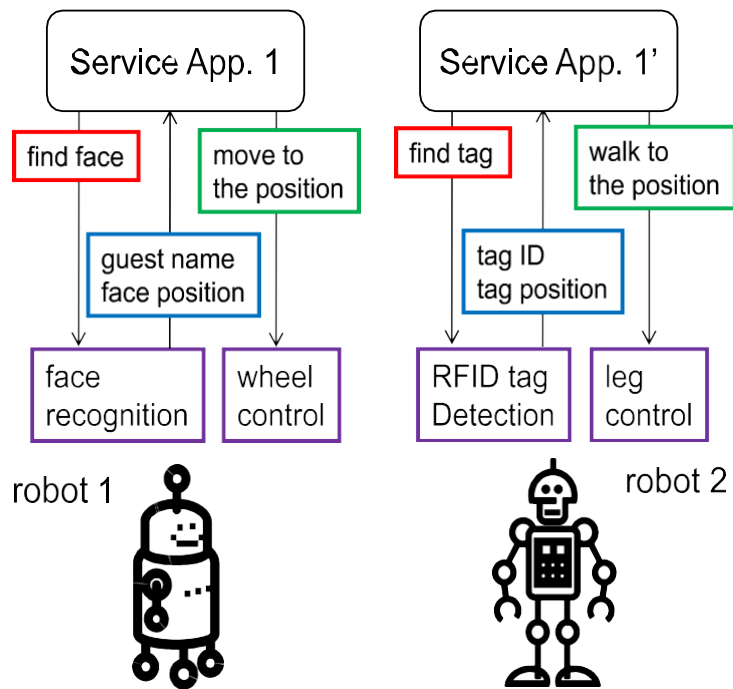 Service App. 1
find face
move to
the position
guest name
face position
face
recognition
wheel
control
robot 1
Service App. 1’
find tag
walk to
the position
tag ID
tag position
RFID tag
Detection
leg
control
robot 2